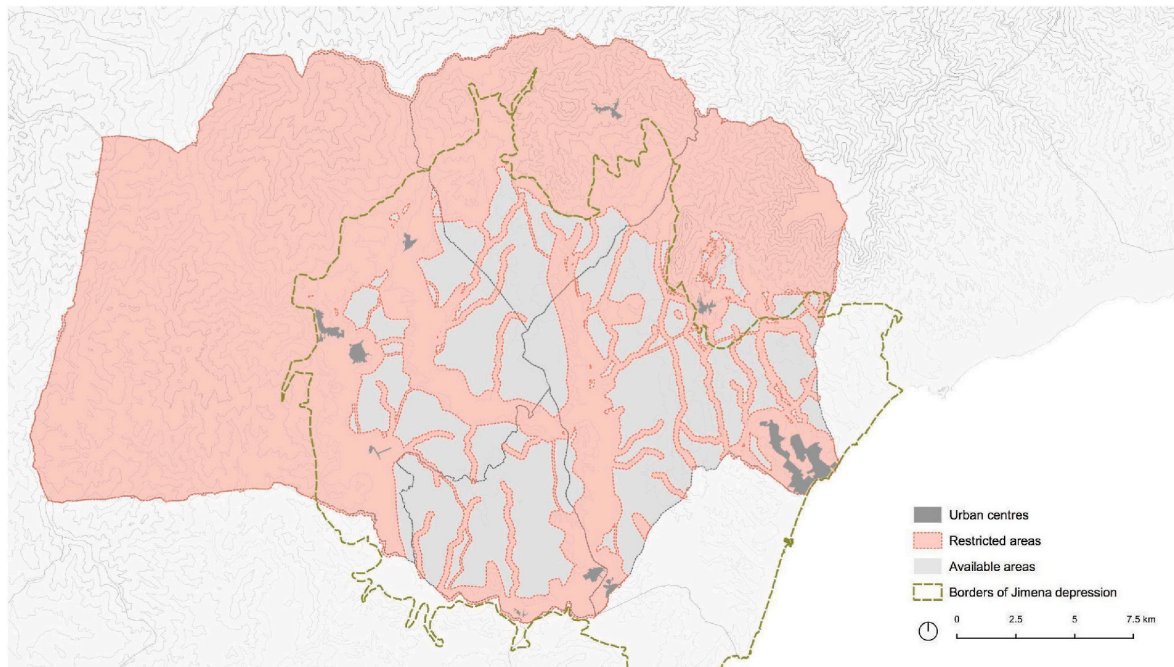 Urban centres
Restricted areas
Available areas
Borders of Jimena depression
0 2.5 5 7.5 km